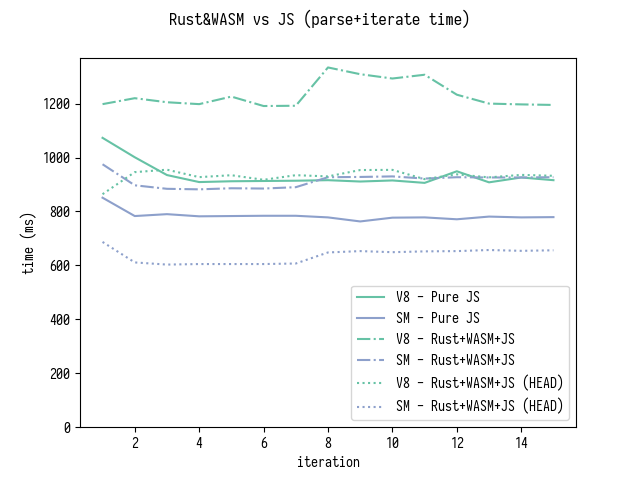 Rust&WASM vs JS (parse+iterate time)
1200
1000
800
600
400
200
0
time (ms)
V8 - Pure JS
SM - Pure JS
V8 - Rust+WASM+JS
SM - Rust+WASM+JS
V8 - Rust+WASM+JS (HEAD)
SM - Rust+WASM+JS (HEAD)
2 4 6 8 10 12 14
iteration